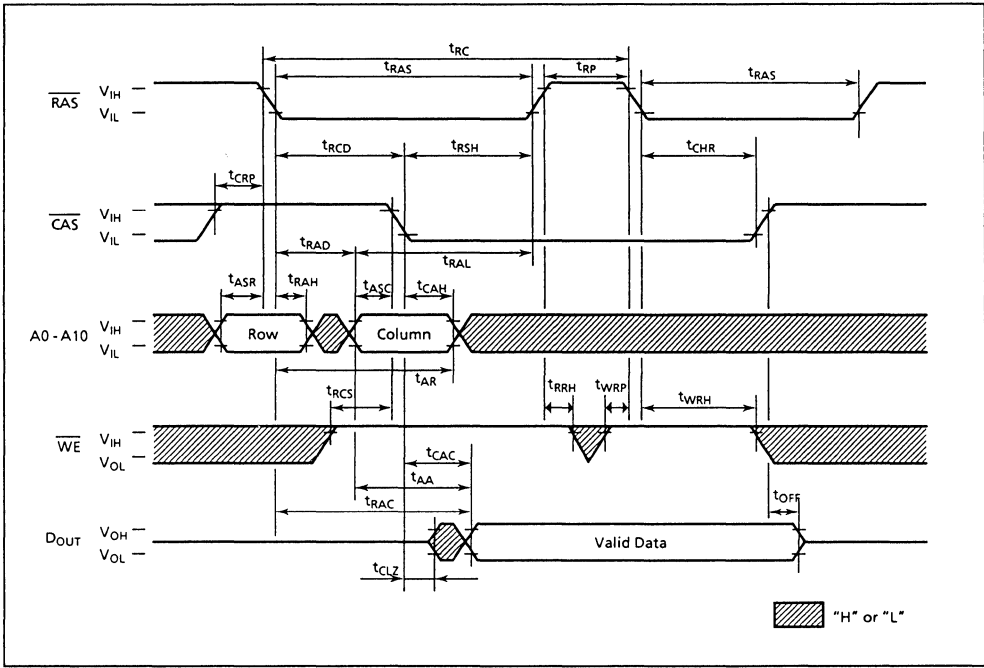 tRC
tRAS
tRP
tRAS
RAS
VIH
VIL
tRCD
tRSH
tCHR
tCRP
CAS
VIH
VIL
tRAD
tRAL
tASR
tRAH
tASC
tCAH
A0 - A10
VIH
VIL
Row
Column
tAR
tRCS
tRRH
tWRP
tWRH
WE
VIH
VOL
tCAC
tAA
tRAC
tOFF
DOUT
VOH
VOL
Valid Data
tCLZ
"H" or "L"